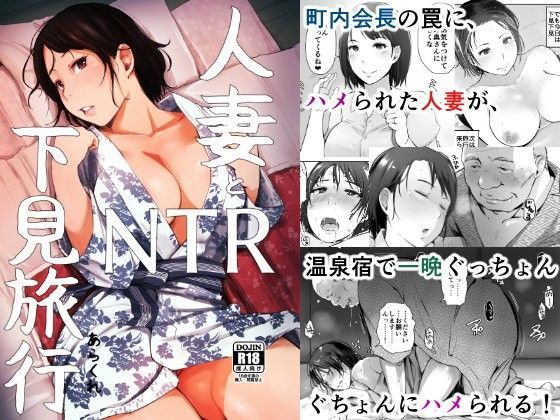 人妻と
NTR
下見旅行
あらくれ
DOJIN
R18
成人向け
町内会長の罠に、
ハメられた人妻が、
温泉宿で一晩ぐっちょん
ぐちょんにハメられる!